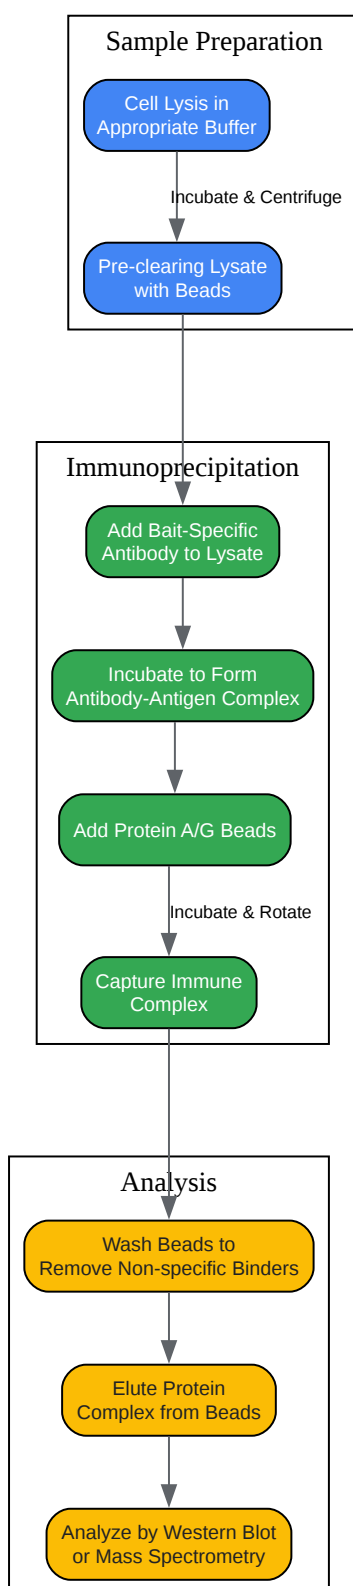 Sample Preparation
Cell Lysis in
Appropriate Buffer
Incubate & Centrifuge
Pre-clearing Lysate
with Beads
Immunoprecipitation
Add Bait-Specific
Antibody to Lysate
Incubate to Form
Antibody-Antigen Complex
Add Protein A/G Beads
Incubate & Rotate
Capture Immune
Complex
Analysis
Wash Beads to
Remove Non-specific Binders
Elute Protein
Complex from Beads
Analyze by Western Blot
or Mass Spectrometry